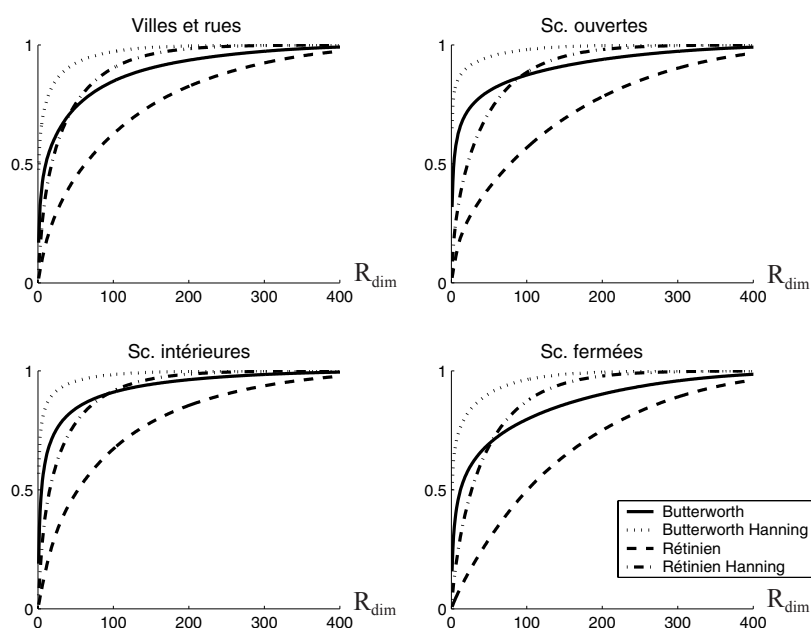 Villes et rues
Sc. ouvertes
1
0.5
0
0 100 200 300 400
R_dim
1
0.5
0
0 100 200 300 400
R_dim
Sc. intérieures
Sc. fermées
1
0.5
0
0 100 200 300 400
R_dim
1
0.5
0
0 100 200 300 400
R_dim
Butterworth
Butterworth Hanning
Rétinien
Rétinien Hanning